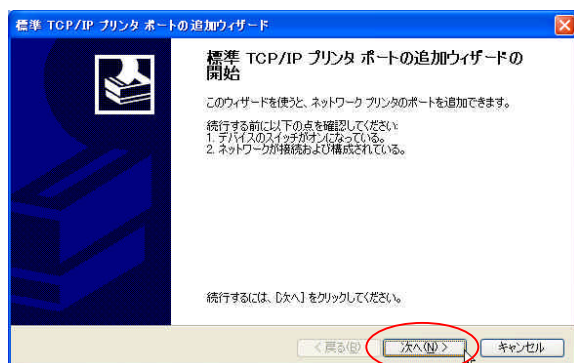 標準 TCP/IP プリンタ ポートの追加ウィザード
標準 TCP/IP プリンタ ポートの追加ウィザードの
開始
このウィザードを使うと、ネットワーク プリンタのポートを追加できます。
続行する前に以下の点を確認してください:
1. デバイスのスイッチがオンになっている。
2. ネットワークが接続および構成されている。
続行するには、[次へ] をクリックしてください。
< 戻る(B)
次へ(N) >
キャンセル